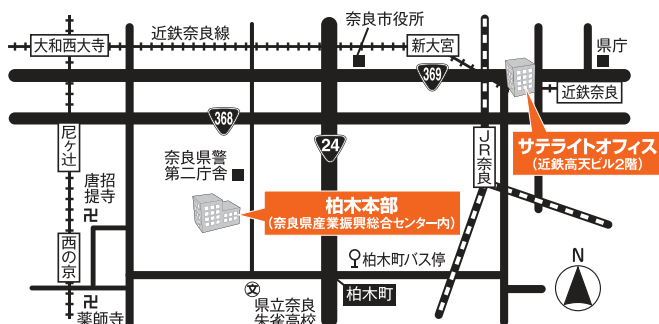 奈良市役所
近鉄奈良線
大和西大寺
新大宮
県庁
369
近鉄奈良
368
24
サテライトオフィス
(近鉄高天ビル2階)
尼ヶ辻
JR奈良
奈良県警
第二庁舎
唐招
提寺
柏木本部
(奈良県産業振興総合センター内)
西の京
柏木町バス停
N
文
柏木町
県立奈良
朱雀高校
薬師寺